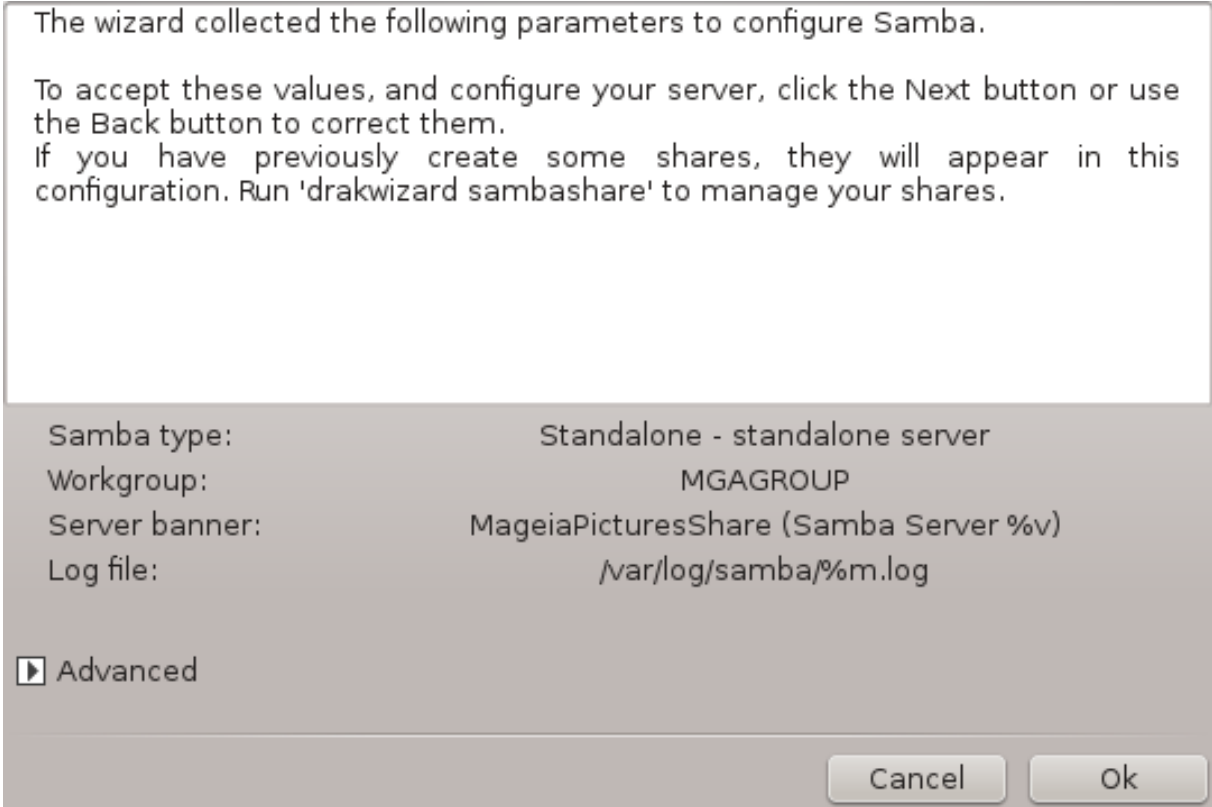 The wizard collected the following parameters to configure Samba.
To accept these values, and configure your server, click the Next button or use
the Back button to correct them.
If you have previously create some shares, they will appear in this
configuration. Run 'drakwizard sambashare' to manage your shares.
Samba type: Standalone - standalone server
Workgroup: MGAGROUP
Server banner: MageiaPicturesShare (Samba Server %v)
Log file: /var/log/samba/%m.log
Advanced
Cancel Ok